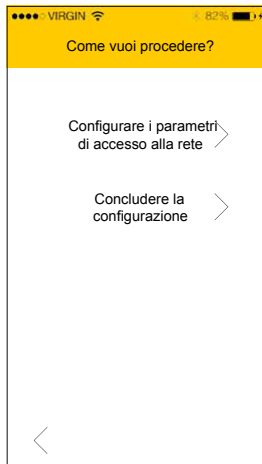 VIRGIN 82%
Come vuoi procedere?
Configurare i parametri
di accesso alla rete
Concludere la
configurazione